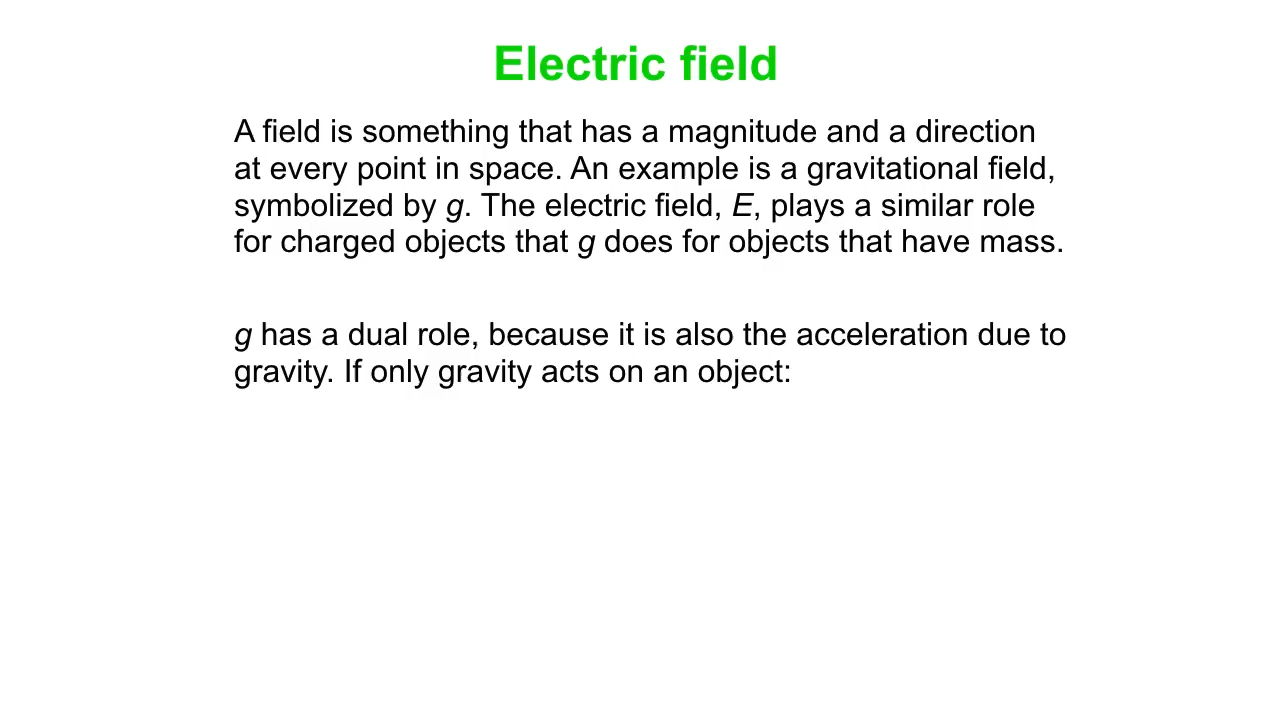 Electric field
A field is something that has a magnitude and a direction
at every point in space. An example is a gravitational field,
symbolized by g. The electric field, E, plays a similar role
for charged objects that g does for objects that have mass.
g has a dual role, because it is also the acceleration due to
gravity. If only gravity acts on an object: